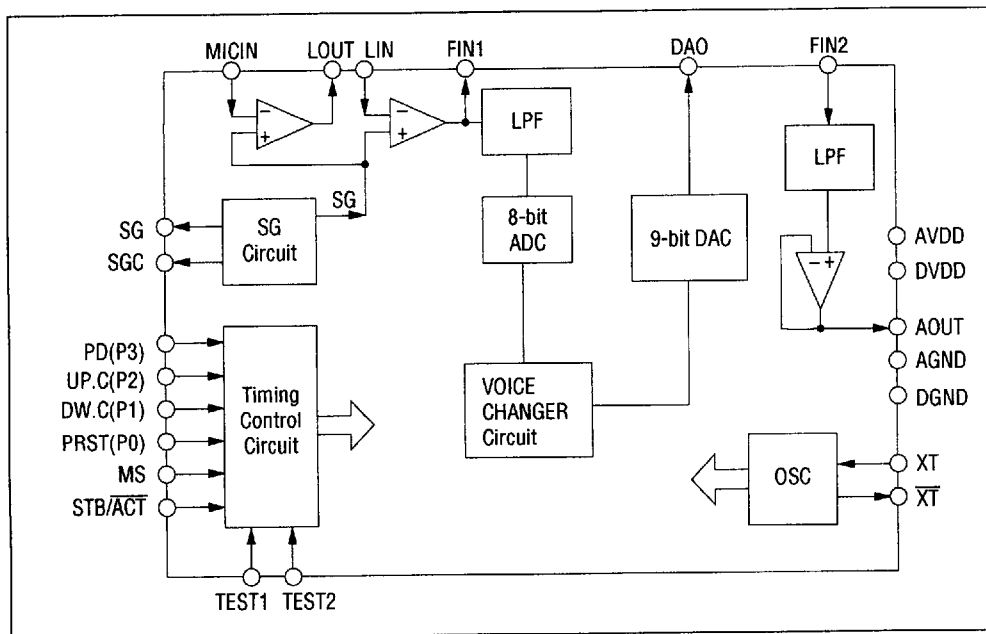 MICIN LOUT LIN FIN1 DAO FIN2
− + − +
LPF
LPF
SG
SG
SG
Circuit
SGC
8-bit
ADC
9-bit DAC
− +
AVDD
DVDD
AOUT
AGND
DGND
PD(P3)
UP.C(P2)
DW.C(P1)
PRST(P0)
MS
STB/A̅C̅T̅
Timing
Control
Circuit
VOICE
CHANGER
Circuit
OSC
XT
X̅T̅
TEST1 TEST2